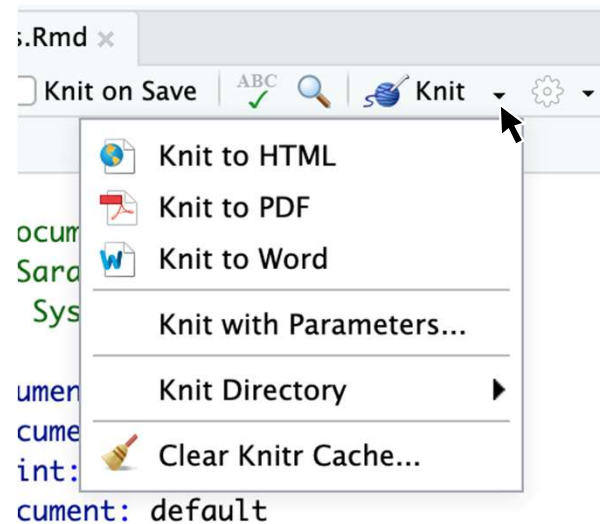 s.Rmd
Knit on Save ABC Knit
Knit to HTML
Knit to PDF
Knit to Word
Knit with Parameters...
Knit Directory
Clear Knitr Cache...
ocum
Sara
Sys
umen
cume
int:
cument: default